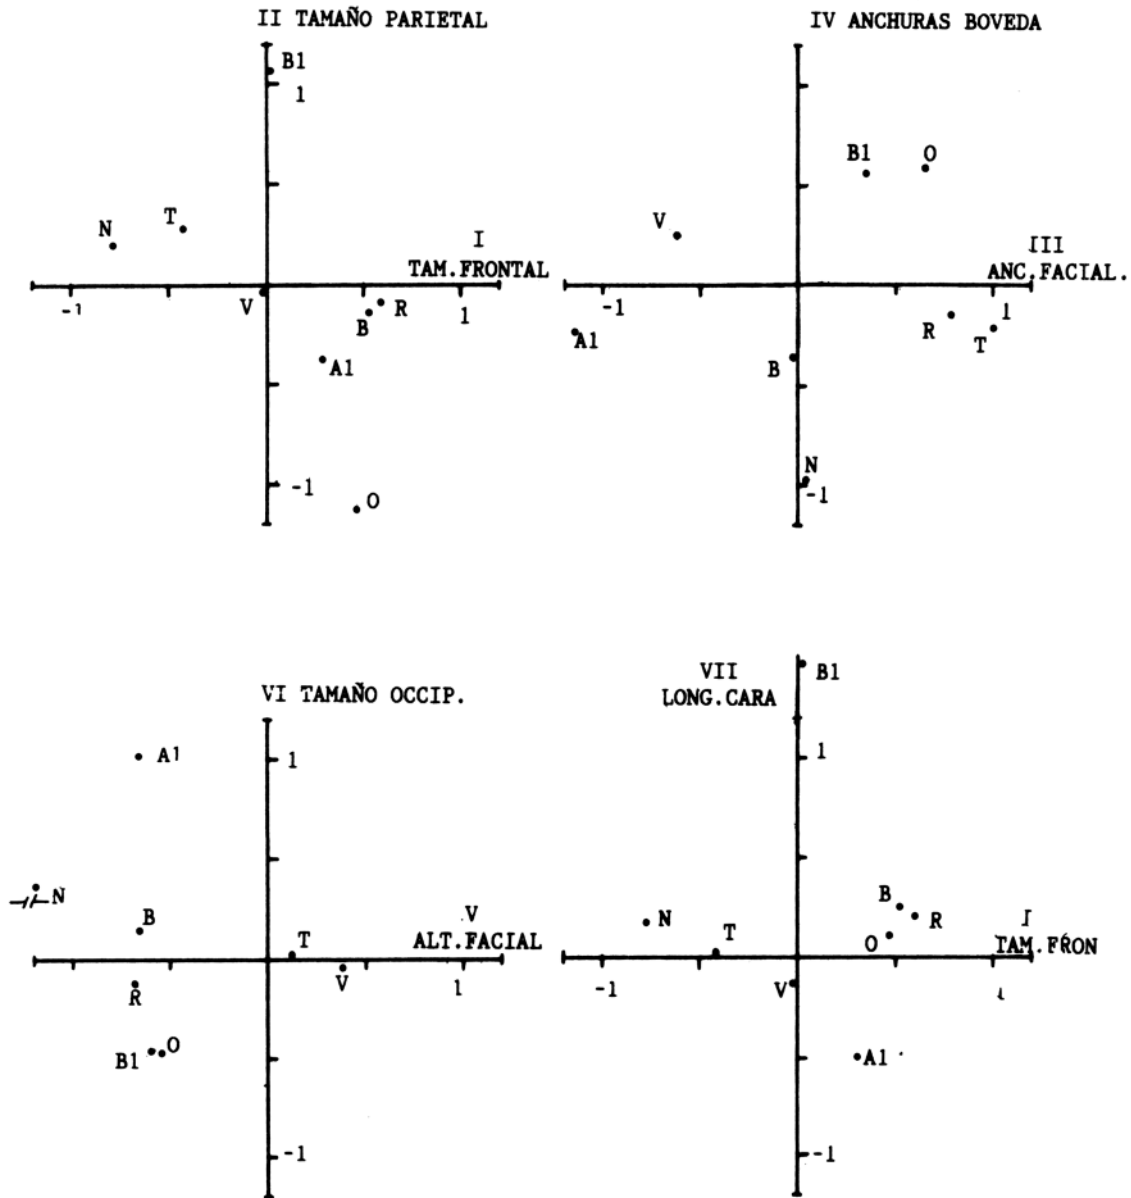 II TAMAÑO PARIETAL
B1
1
N
T
I
TAM.FRONTAL
-1
V
B
R
1
A1
-1
O
IV ANCHURAS BOVEDA
B1
O
V
III
ANC.FACIAL.
-1
1
A1
R
T
B
N
-1
VI TAMAÑO OCCIP.
A1
1
N
B
V
ALT.FACIAL
T
R
V
1
B1
O
-1
VII
LONG.CARA
B1
1
N
T
B
R
I
O
TAM.FRON
-1
V
1
A1
-1